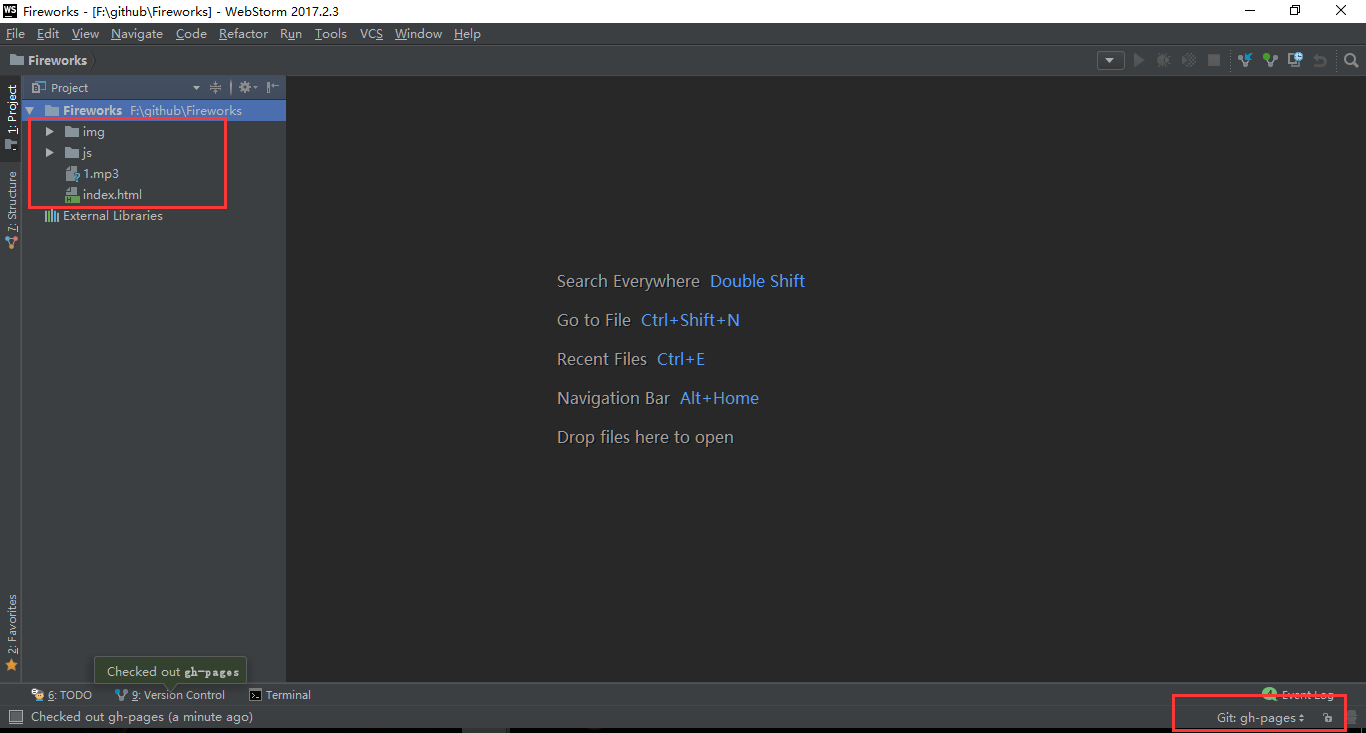 WS Fireworks - [F:\github\Fireworks] - WebStorm 2017.2.3
File Edit View Navigate Code Refactor Run Tools VCS Window Help
Fireworks
Project
1: Project
Fireworks F:\github\Fireworks
img
js
1.mp3
index.html
External Libraries
7: Structure
Search Everywhere Double Shift
Go to File Ctrl+Shift+N
Recent Files Ctrl+E
Navigation Bar Alt+Home
Drop files here to open
2: Favorites
Checked out gh-pages
6: TODO 9: Version Control Terminal Event Log
Checked out gh-pages (a minute ago) Git: gh-pages